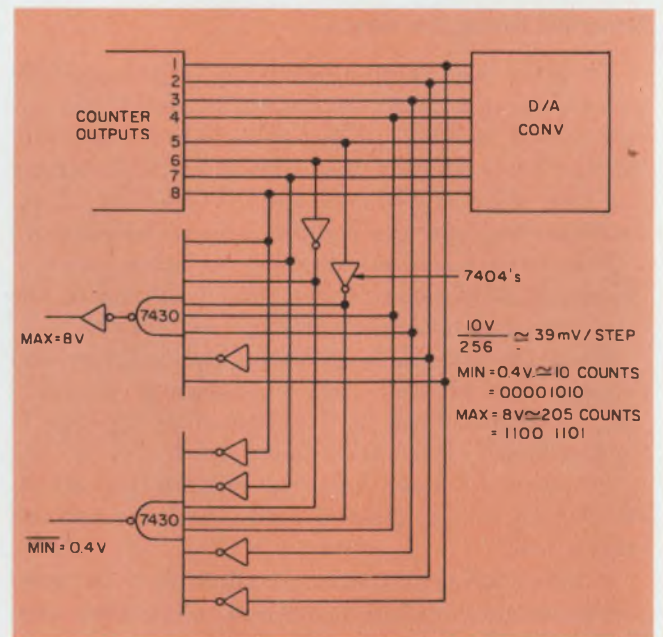 1
2
3
4
5
6
7
8
COUNTER
OUTPUTS
D/A
CONV
7404's
7430
MAX=8V
10V
256
≃ 39mV/STEP
MIN=0.4V≃10 COUNTS
=00001010
MAX=8V≃205 COUNTS
=1100 1101
7430
MIN=0.4V